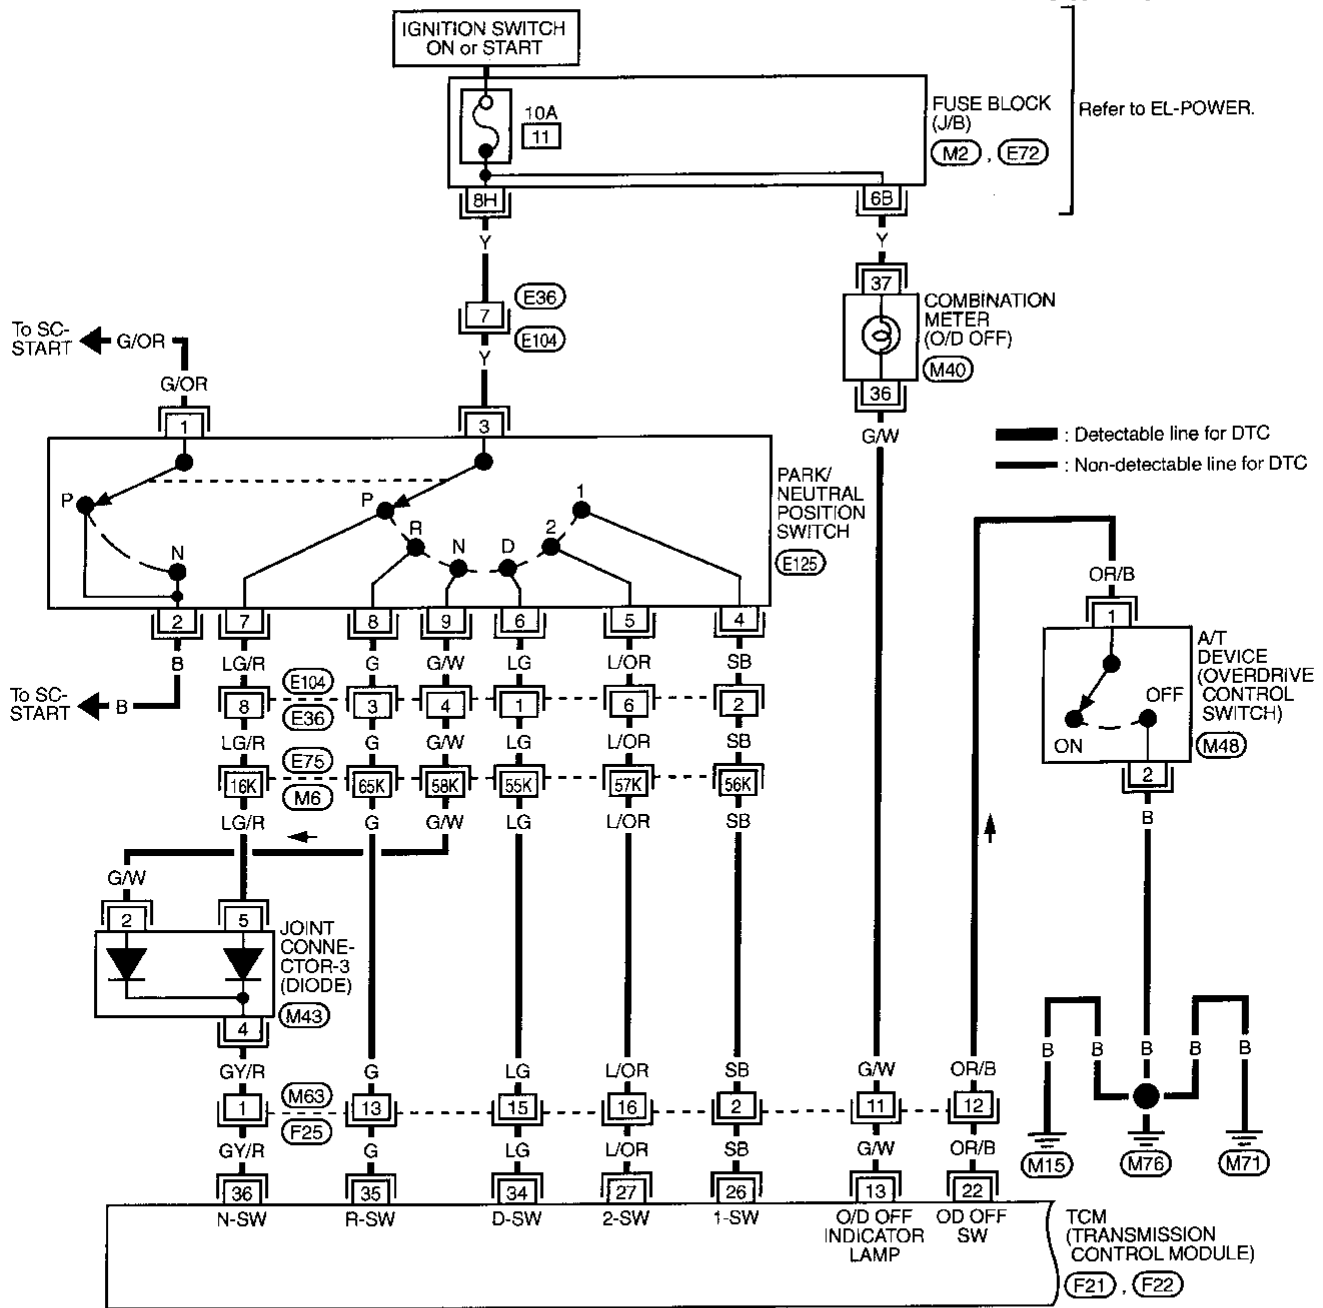 IGNITION SWITCH
ON or START
10A
11
FUSE BLOCK
(J/B)
M2 , E72
Refer to EL-POWER.
8H
6B
Y
Y
37
7
E36
E104
COMBINATION
METER
(O/D OFF)
M40
36
To SC-
START
G/OR
G/OR
Y
1
3
G/W
: Detectable line for DTC
: Non-detectable line for DTC
P
N
P
R
N
D
2
1
PARK/
NEUTRAL
POSITION
SWITCH
E125
2
7
8
9
6
5
4
B
LG/R
G
G/W
LG
L/OR
SB
To SC-
START
B
E104
E36
8
3
4
1
6
2
LG/R
G
G/W
LG
L/OR
SB
E75
M6
16K
65K
58K
55K
57K
56K
LG/R
G
G/W
LG
L/OR
SB
OR/B
1
A/T
DEVICE
(OVERDRIVE
CONTROL
SWITCH)
M48
OFF
ON
2
B
G/W
2
5
JOINT
CONNE-
CTOR-3
(DIODE)
M43
4
GY/R
G
LG
L/OR
SB
G/W
OR/B
B
B
B
B
B
M63
F25
1
13
15
16
2
11
12
GY/R
G
LG
L/OR
SB
G/W
OR/B
M15
M76
M71
36
35
34
27
26
13
22
N-SW
R-SW
D-SW
2-SW
1-SW
O/D OFF
INDICATOR
LAMP
OD OFF
SW
TCM
(TRANSMISSION
CONTROL MODULE)
F21 , F22